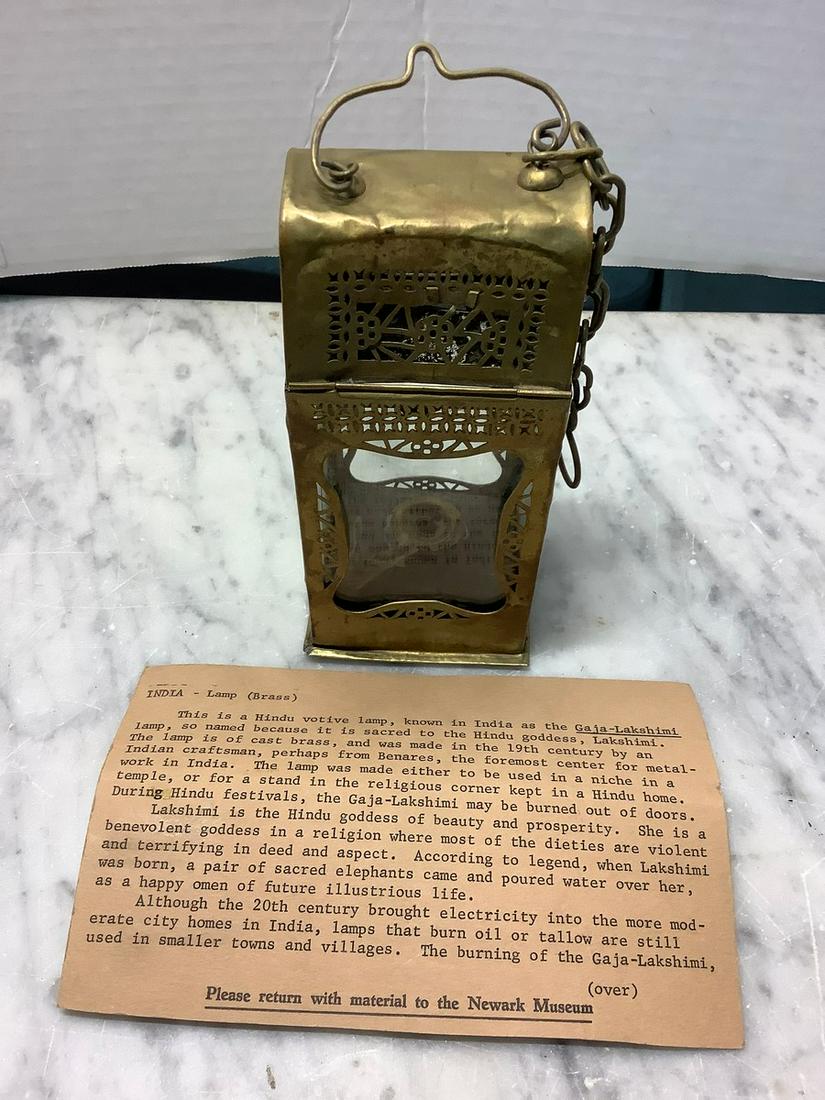 INDIA - Lamp (Brass)
This is a Hindu votive lamp, known in India as the Gaja-Lakshimi
lamp, so named because it is sacred to the Hindu goddess, Lakshimi.
The lamp is of cast brass, and was made in the 19th century by an
Indian craftsman, perhaps from Benares, the foremost center for metal-
work in India. The lamp was made either to be used in a niche in a
temple, or for a stand in the religious corner kept in a Hindu home.
During Hindu festivals, the Gaja-Lakshimi may be burned out of doors.
Lakshimi is the Hindu goddess of beauty and prosperity. She is a
benevolent goddess in a religion where most of the dieties are violent
and terrifying in deed and aspect. According to legend, when Lakshimi
was born, a pair of sacred elephants came and poured water over her,
as a happy omen of future illustrious life.
Although the 20th century brought electricity into the more mod-
erate city homes in India, lamps that burn oil or tallow are still
used in smaller towns and villages. The burning of the Gaja-Lakshimi,
(over)
Please return with material to the Newark Museum